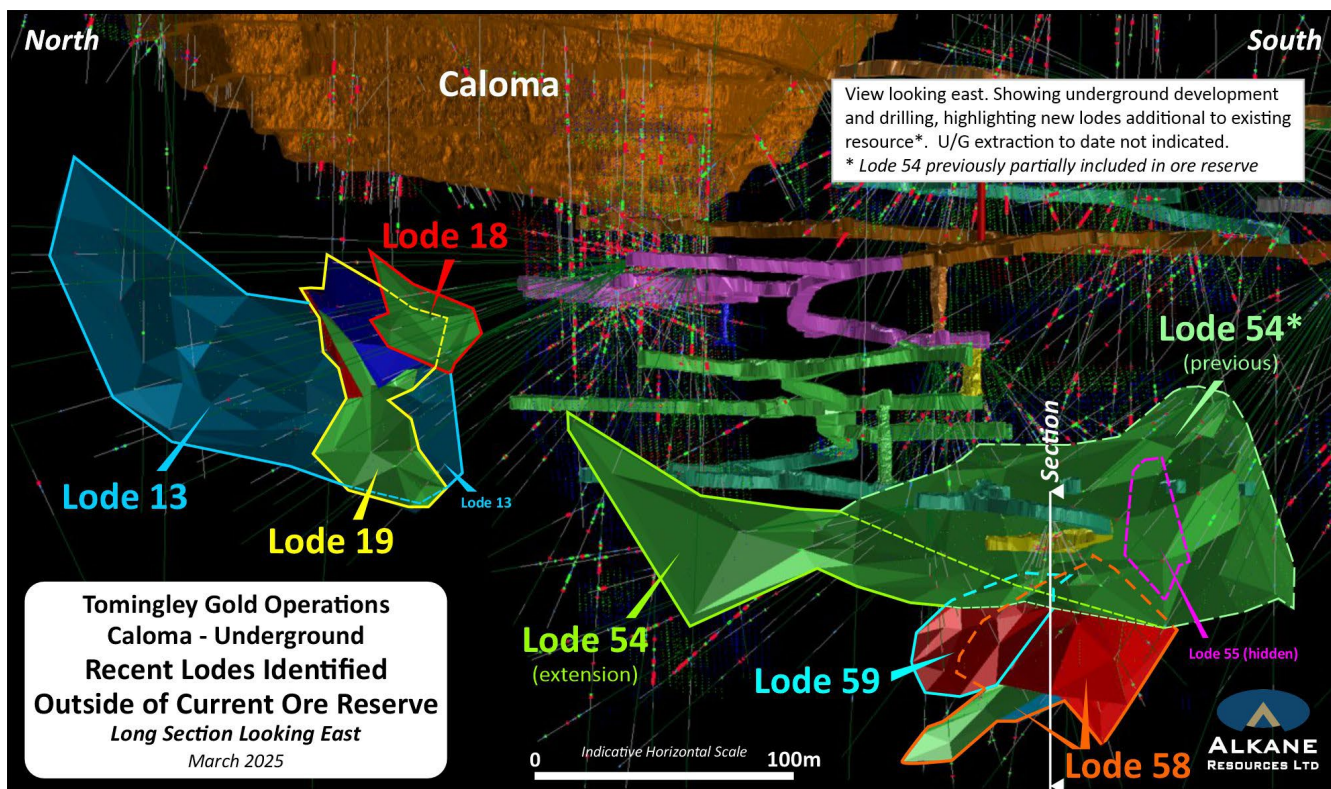 North
South
Caloma
View looking east. Showing underground development
and drilling, highlighting new lodes additional to existing
resource*. U/G extraction to date not indicated.
* Lode 54 previously partially included in ore reserve
Lode 18
Lode 54*
(previous)
Section
Lode 13
Lode 13
Lode 19
Lode 54
(extension)
Lode 59
Lode 55 (hidden)
Lode 58
Tomingley Gold Operations
Caloma - Underground
Recent Lodes Identified
Outside of Current Ore Reserve
Long Section Looking East
March 2025
0 Indicative Horizontal Scale 100m
ALKANE
RESOURCES LTD